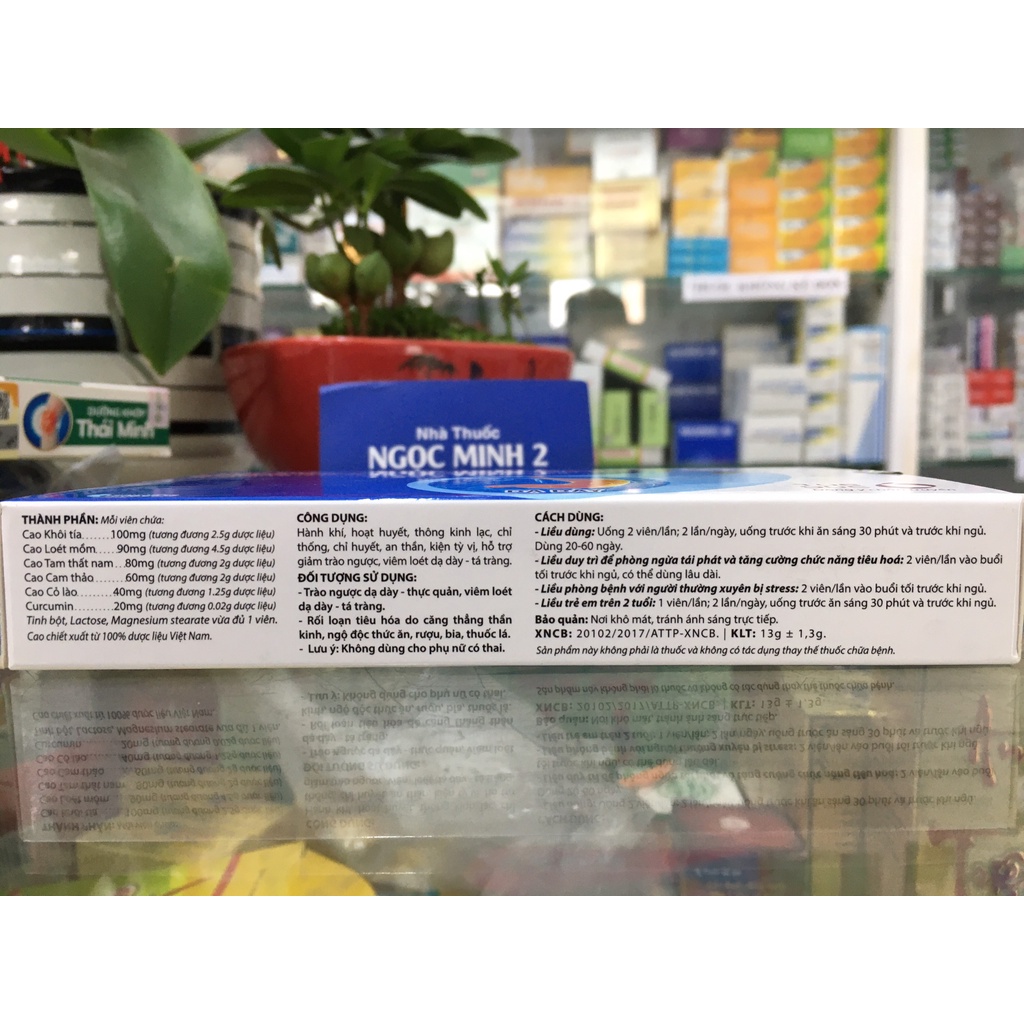 DƯỠNG KHỚP
Thái Minh
Nhà Thuốc
NGỌC MINH 2
THÀNH PHẦN: Mỗi viên chứa:
Cao Khôi tía......100mg (tương đương 2.5g dược liệu)
Cao Loét mồm.....90mg (tương đương 4.5g dược liệu)
Cao Tam thất nam...80mg (tương đương 2g dược liệu)
Cao Cam thảo........60mg (tương đương 2g dược liệu)
Cao Cỏ lào.........40mg (tương đương 1.25g dược liệu)
Curcumin............20mg (tương đương 0.02g dược liệu)
Tinh bột, Lactose, Magnesium stearate vừa đủ 1 viên.
Cao chiết xuất từ 100% dược liệu Việt Nam.
CÔNG DỤNG:
Hành khí, hoạt huyết, thông kinh lạc, chỉ
thống, chỉ huyết, an thần, kiện tỳ vị, hỗ trợ
giảm trào ngược, viêm loét dạ dày - tá tràng.
ĐỐI TƯỢNG SỬ DỤNG:
- Trào ngược dạ dày - thực quản, viêm loét
dạ dày - tá tràng.
- Rối loạn tiêu hóa do căng thẳng thần
kinh, ngộ độc thức ăn, rượu, bia, thuốc lá.
- Lưu ý: Không dùng cho phụ nữ có thai.
CÁCH DÙNG:
- Liều dùng: Uống 2 viên/lần; 2 lần/ngày, uống trước khi ăn sáng 30 phút và trước khi ngủ.
Dùng 20-60 ngày.
- Liều duy trì để phòng ngừa tái phát và tăng cường chức năng tiêu hoá: 2 viên/lần vào buổi
tối trước khi ngủ, có thể dùng lâu dài.
- Liều phòng bệnh với người thường xuyên bị stress: 2 viên/lần vào buổi tối trước khi ngủ.
- Liều trẻ em trên 2 tuổi: 1 viên/lần; 2 lần/ngày, uống trước ăn sáng 30 phút và trước khi ngủ.
Bảo quản: Nơi khô mát, tránh ánh sáng trực tiếp.
XNCB: 20102/2017/ATTP-XNCB. | KLT: 13g ± 1,3g.
Sản phẩm này không phải là thuốc và không có tác dụng thay thế thuốc chữa bệnh.